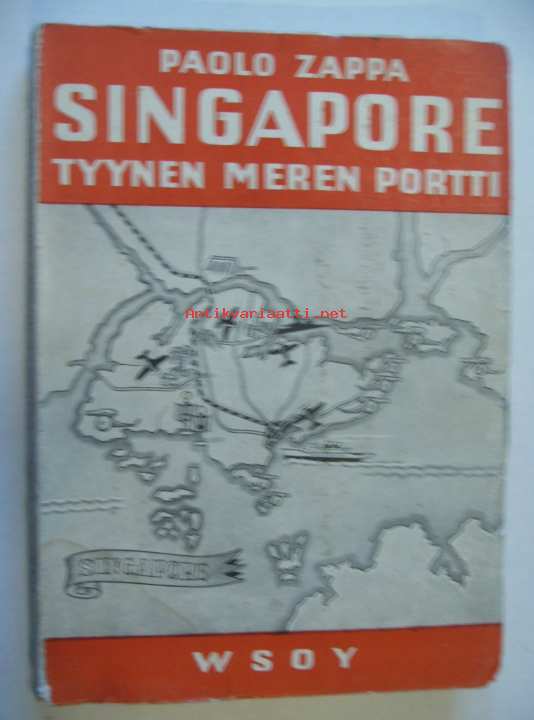 PAOLO ZAPPA
SINGAPORE
TYYNEN MEREN PORTTI
Antikvariaatti.net
SINGAPORE
WSOY